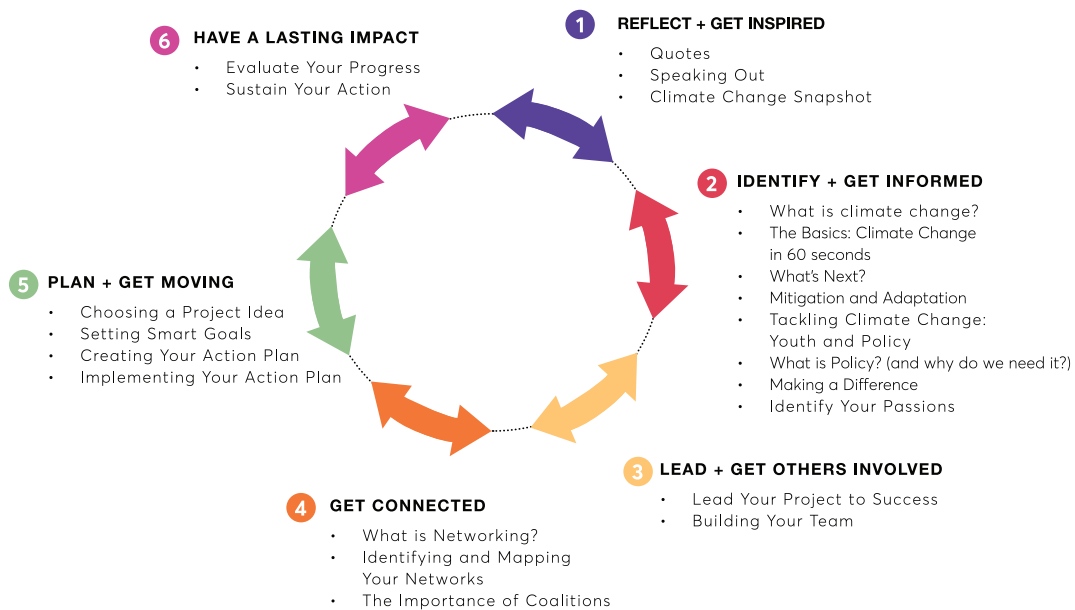 1 REFLECT + GET INSPIRED
• Quotes
• Speaking Out
• Climate Change Snapshot
2 IDENTIFY + GET INFORMED
• What is climate change?
• The Basics: Climate Change
in 60 seconds
• What's Next?
• Mitigation and Adaptation
• Tackling Climate Change:
Youth and Policy
• What is Policy? (and why do we need it?)
• Making a Difference
• Identify Your Passions
3 LEAD + GET OTHERS INVOLVED
• Lead Your Project to Success
• Building Your Team
4 GET CONNECTED
• What is Networking?
• Identifying and Mapping
Your Networks
• The Importance of Coalitions
5 PLAN + GET MOVING
• Choosing a Project Idea
• Setting Smart Goals
• Creating Your Action Plan
• Implementing Your Action Plan
6 HAVE A LASTING IMPACT
• Evaluate Your Progress
• Sustain Your Action